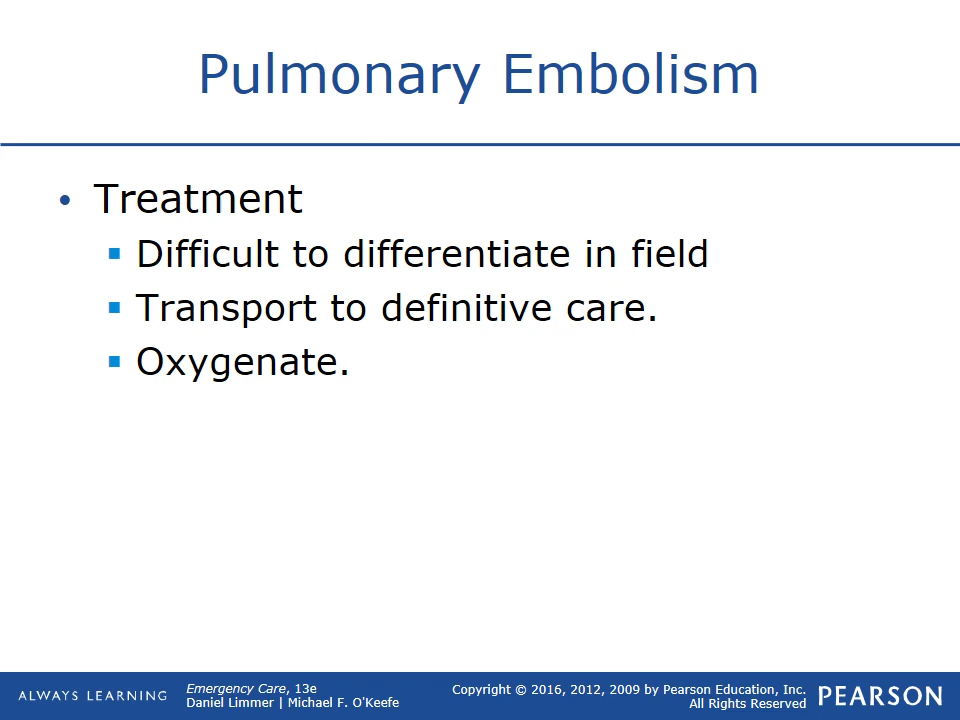 Pulmonary Embolism
• Treatment
▪ Difficult to differentiate in field
▪ Transport to definitive care.
▪ Oxygenate.
ALWAYS LEARNING
Emergency Care, 13e
Daniel Limmer | Michael F. O'Keefe
Copyright © 2016, 2012, 2009 by Pearson Education, Inc.
All Rights Reserved
PEARSON